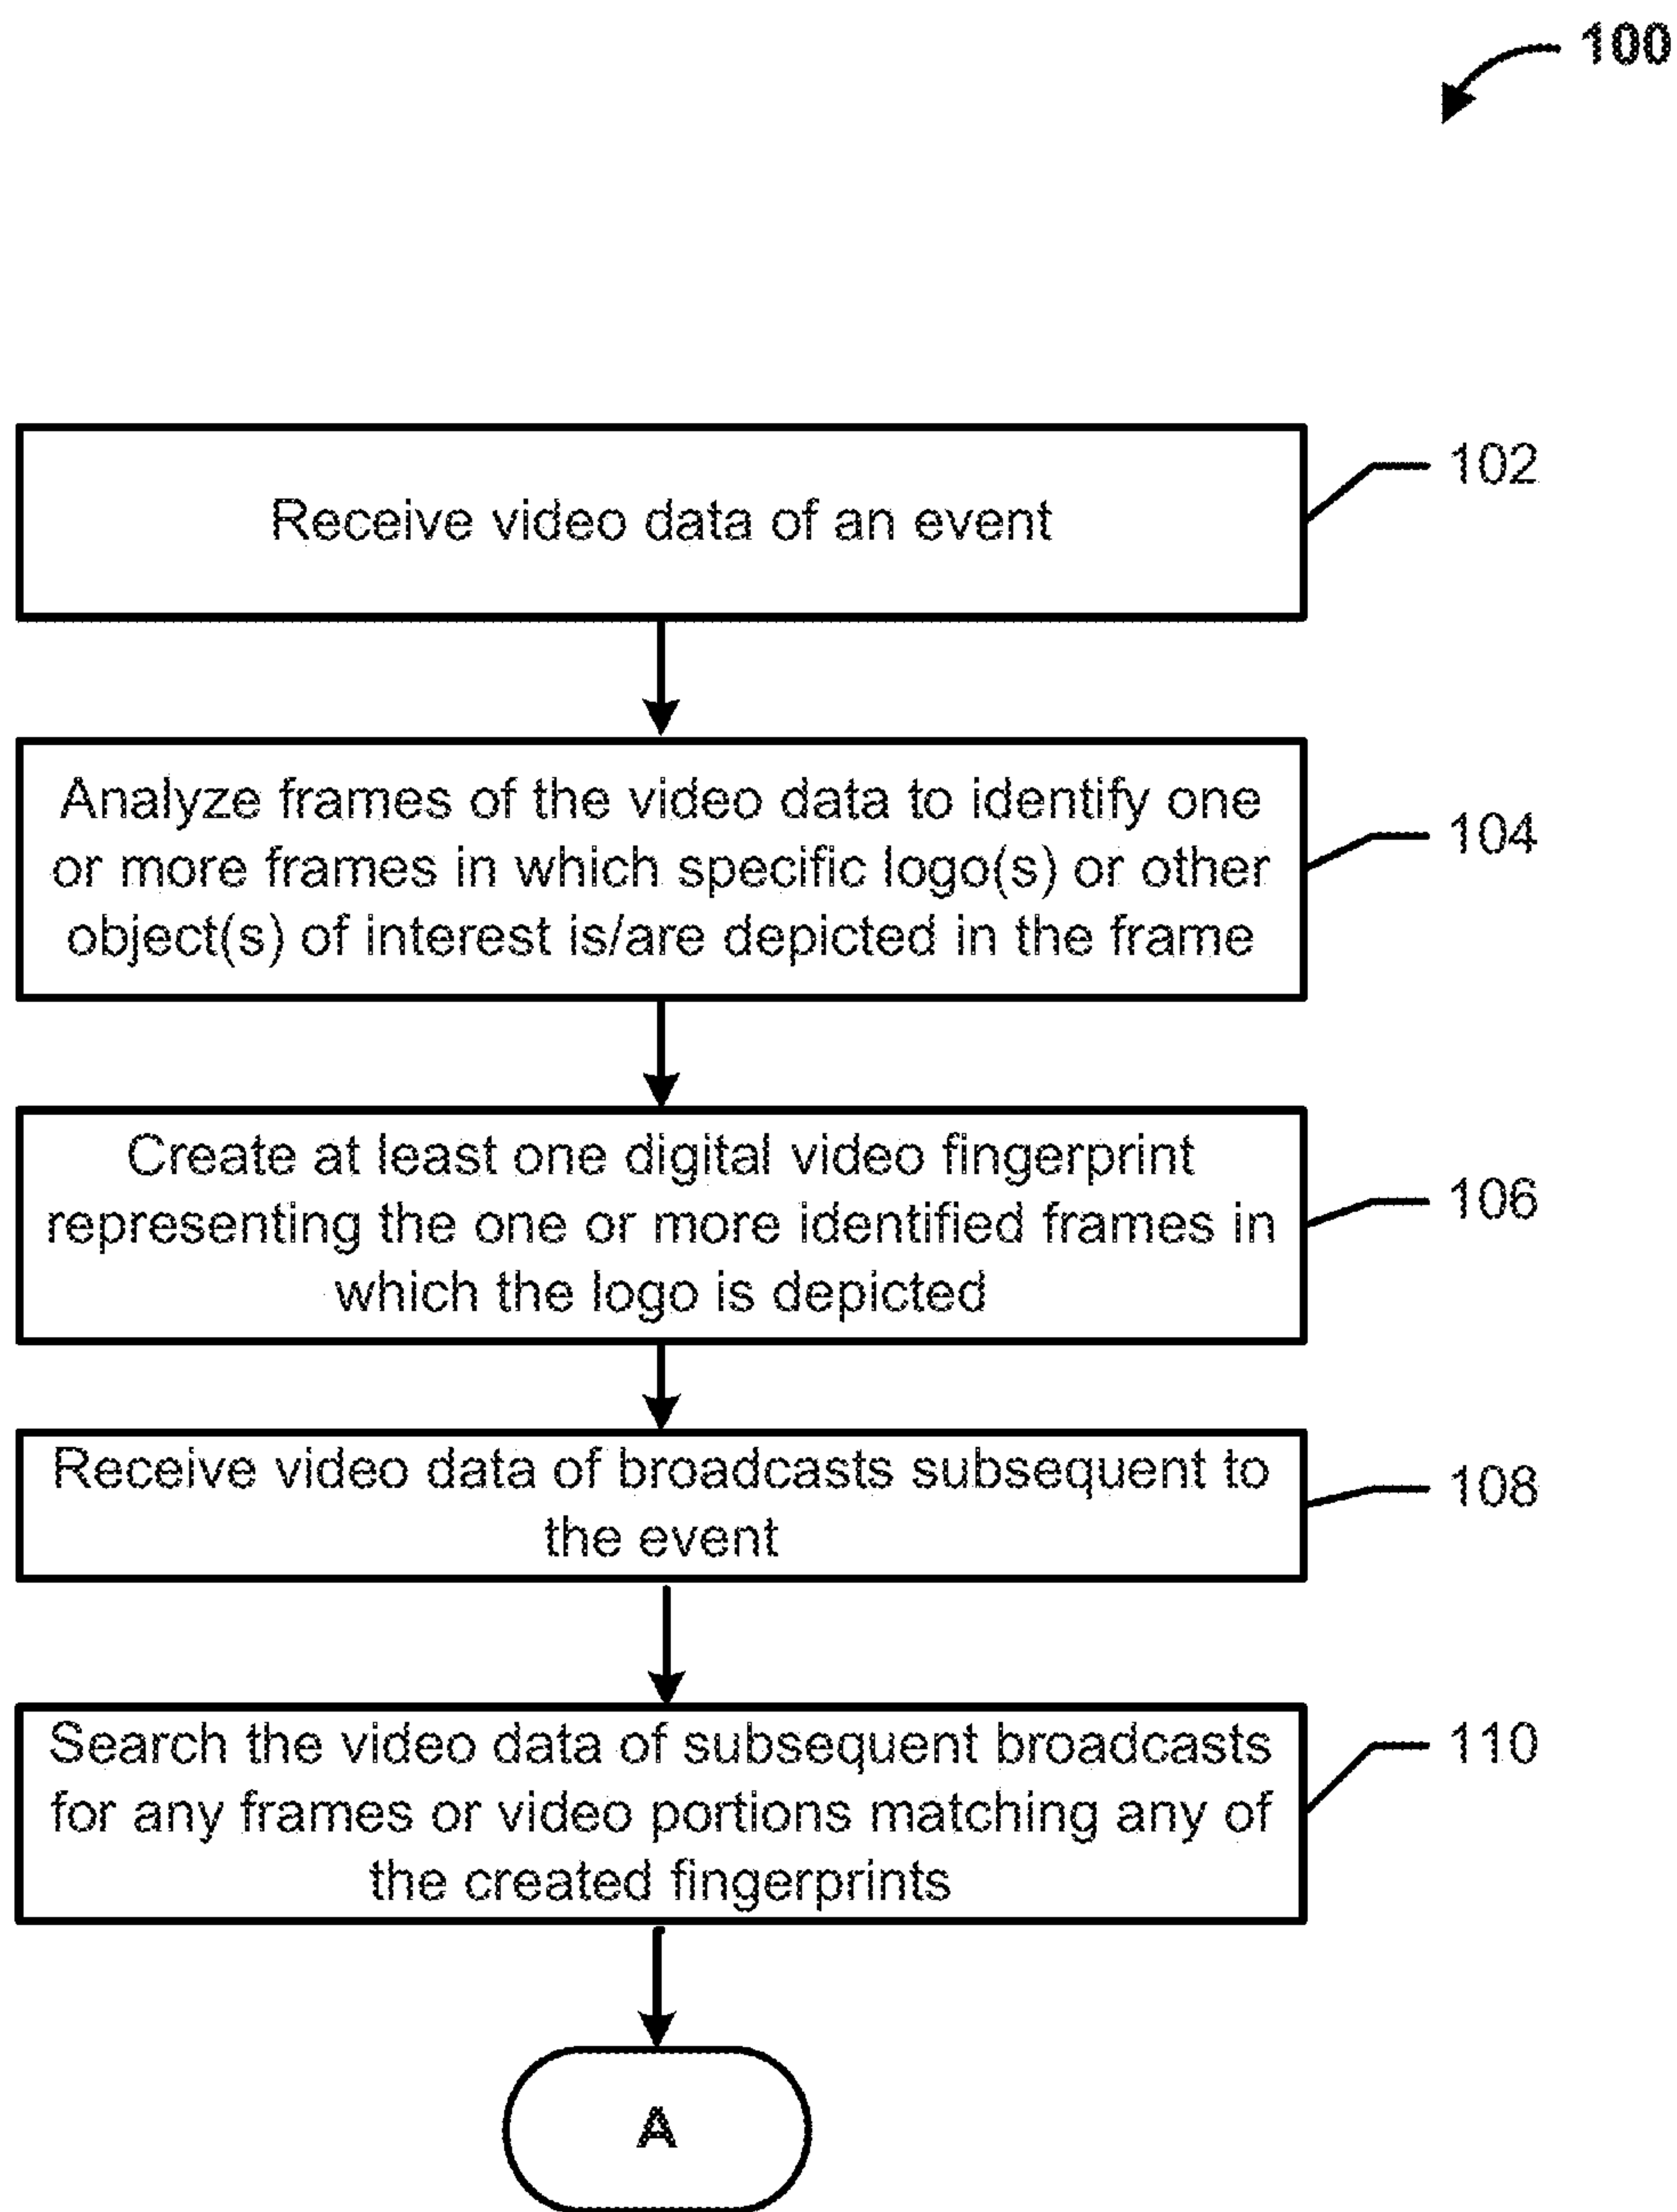 100
Receive video data of an event
102
Analyze frames of the video data to identify one
or more frames in which specific logo(s) or other
object(s) of interest is/are depicted in the frame
104
Create at least one digital video fingerprint
representing the one or more identified frames in
which the logo is depicted
106
Receive video data of broadcasts subsequent to
the event
108
Search the video data of subsequent broadcasts
for any frames or video portions matching any of
the created fingerprints
110
A